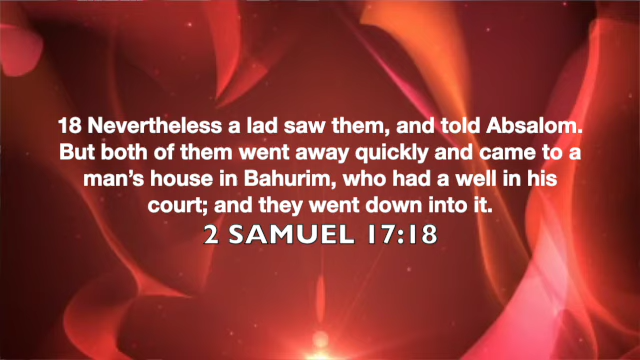 18 Nevertheless a lad saw them, and told Absalom.
But both of them went away quickly and came to a
man’s house in Bahurim, who had a well in his
court; and they went down into it.
2 SAMUEL 17:18